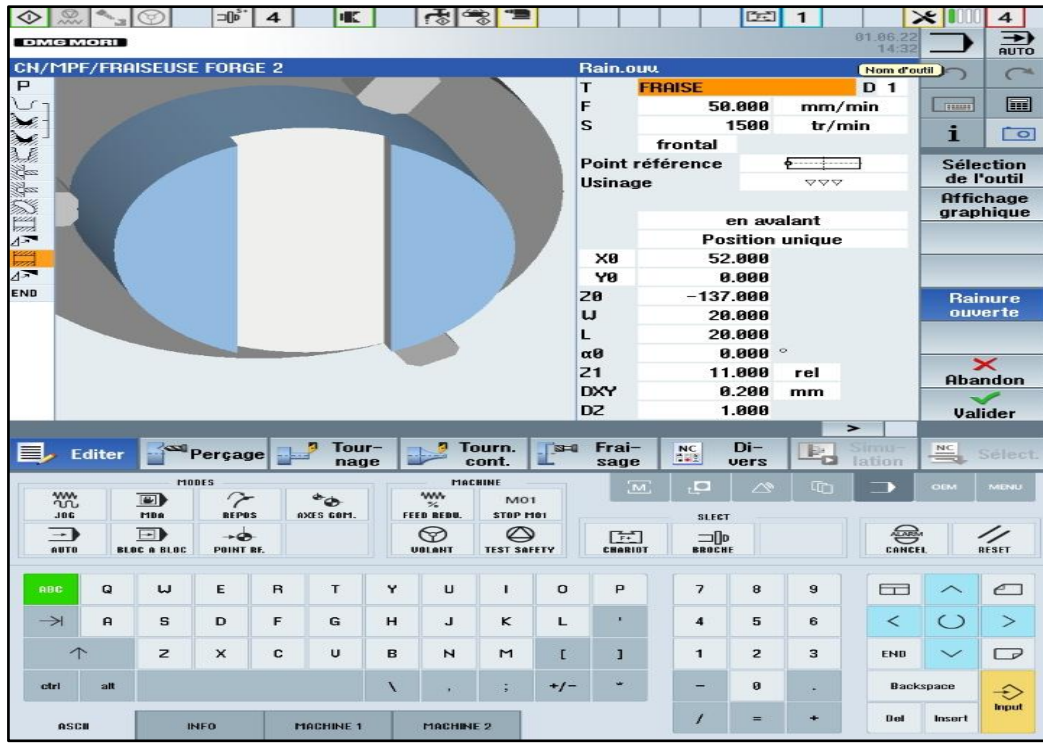 4 1 4
DMG MORI
01.06.22
14:32
AUTO
CN/MPF/FRAISEUSE FORGE 2
Rain.ouv.
Nom d'outil
P
END
T FRAISE D 1
F 50.000 mm/min
S 1500 tr/min
frontal
Point référence
Usinage ▽▽▽
en avalant
Position unique
X0 52.000
Y0 0.000
Z0 -137.000
W 20.000
L 20.000
α0 0.000 °
Z1 11.000 rel
DXY 0.200 mm
DZ 1.000
>
i
Sélection
de l'outil
Affichage
graphique
Rainure
ouverte
Abandon
Valider
Editer
Perçage
Tour-
nage
Tourn.
cont.
Frai-
sage
NC
Di-
vers
Simu-
lation
NC
Sélect.
MODES
MACHINE
SLECT
JOG MDA REPOS AXES GOM.
%
FEED REDU.
MO1
STOP M01
M
OEM MENU
AUTO BLOC A BLOC POINT RF. VOLANT TEST SAFETY CHARIOT BROCHE
ALARM
CANCEL RESET
ABC Q W E R T Y U I O P 7 8 9
A S D F G H J K L ' 4 5 6 < >
Z X C V B N M [ ] 1 2 3 END
ctrl alt \ , ; +/- * - 0 . Backspace
Input
/ = + Del Insert
ASCII INFO MACHINE 1 MACHINE 2